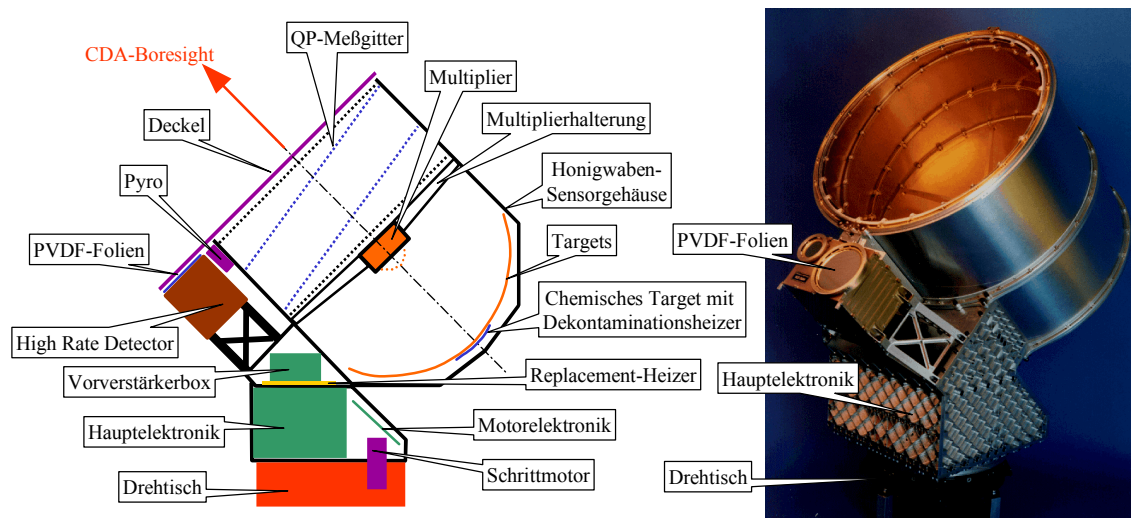 CDA-Boresight
QP-Meßgitter
Multiplier
Deckel
Multiplierhalterung
Pyro
Honigwaben-
Sensorgehäuse
PVDF-Folien
Targets
High Rate Detector
Chemisches Target mit
Dekontaminationsheizer
Vorverstärkerbox
Replacement-Heizer
Hauptelektronik
Motorelektronik
Drehtisch
Schrittmotor
PVDF-Folien
Hauptelektronik
Drehtisch